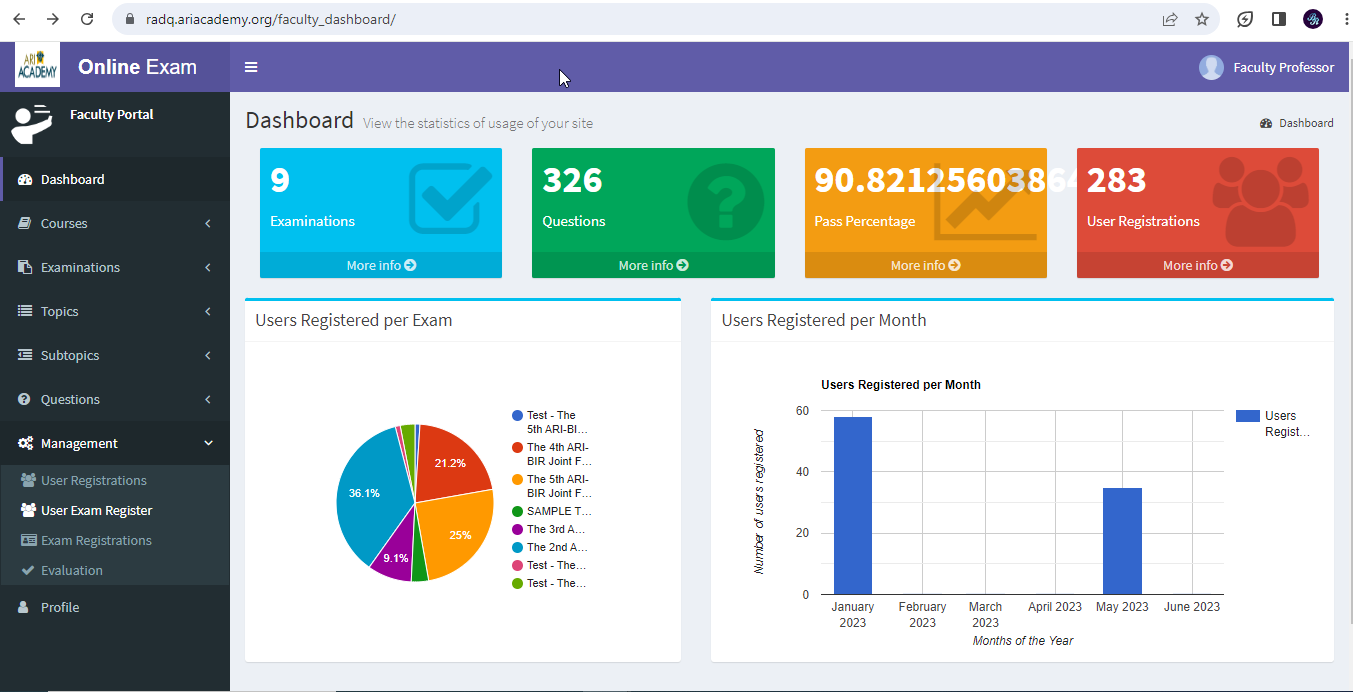 radq.ariacademy.org/faculty_dashboard/
ARI
ACADEMY
Online Exam
Faculty Professor
Faculty Portal
Dashboard
Courses
Examinations
Topics
Subtopics
Questions
Management
User Registrations
User Exam Register
Exam Registrations
Evaluation
Profile
Dashboard View the statistics of usage of your site
Dashboard
9
Examinations
More info
326
Questions
More info
90.82125603864
Pass Percentage
More info
283
User Registrations
More info
Users Registered per Exam
21.2%
25%
9.1%
36.1%
Test - The
5th ARI-BI...
The 4th ARI-
BIR Joint F...
The 5th ARI-
BIR Joint F...
SAMPLE T...
The 3rd A...
The 2nd A...
Test - The...
Test - The...
Users Registered per Month
Users Registered per Month
Number of users registered
60
40
20
0
January
2023
February
2023
March
2023
April 2023
May 2023
June 2023
Months of the Year
Users
Regist...